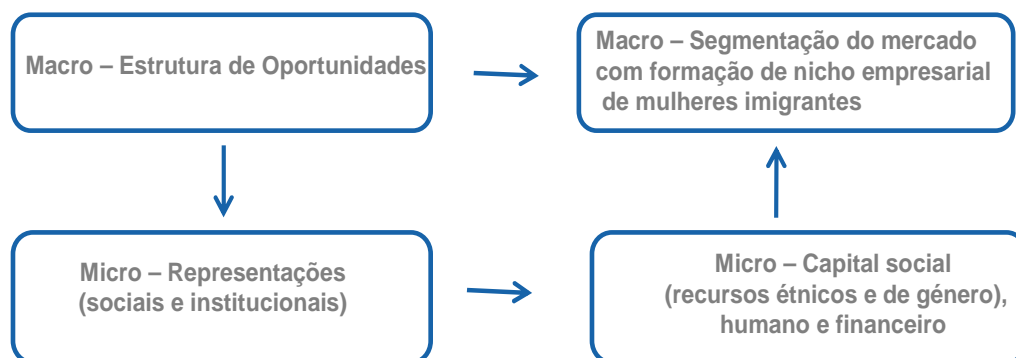 Macro – Estrutura de Oportunidades
Macro – Segmentação do mercado
com formação de nicho empresarial
de mulheres imigrantes
Micro – Representações
(sociais e institucionais)
Micro – Capital social
(recursos étnicos e de género),
humano e financeiro